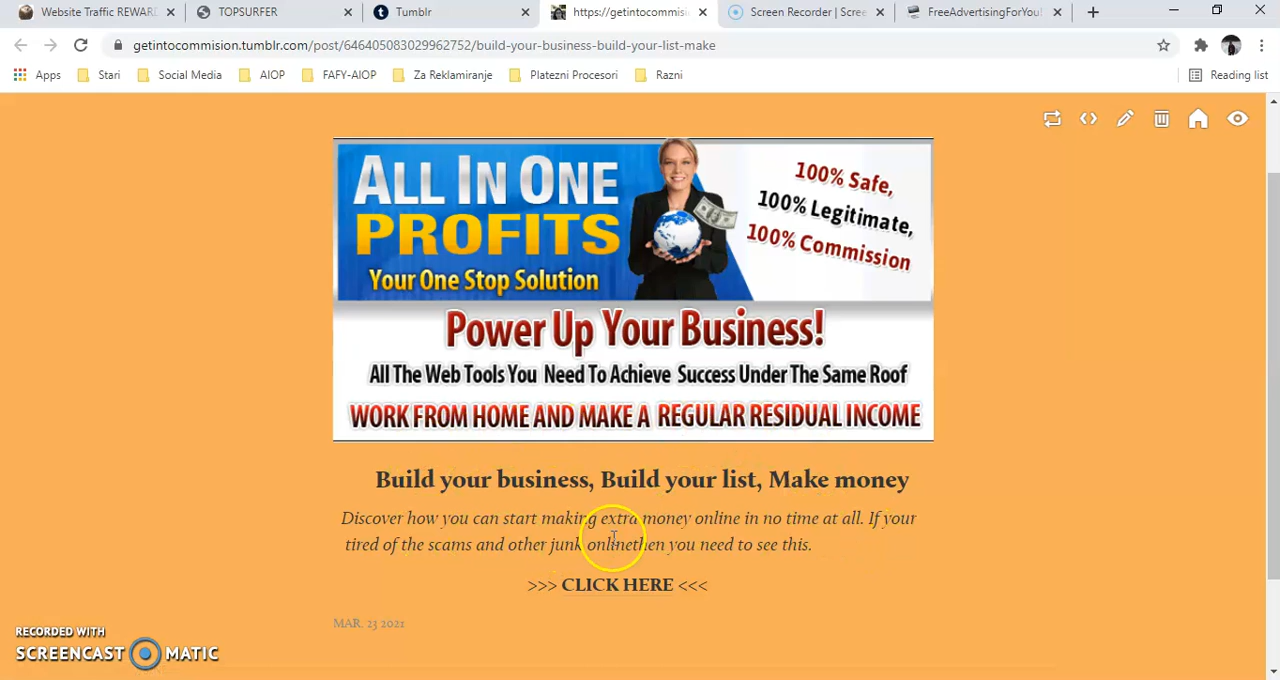 Website Traffic REWARD
TOPSURFER
Tumblr
https://getintocommisi
Screen Recorder | Scree
FreeAdvertisingForYou!
getintocommision.tumblr.com/post/646405083029962752/build-your-business-build-your-list-make
Apps
Stari
Social Media
AIOP
FAFY-AIOP
Za Reklamiranje
Platezni Procesori
Razni
Reading list
ALL IN ONE
PROFITS
Your One Stop Solution
100% Safe,
100% Legitimate,
100% Commission
Power Up Your Business!
All The Web Tools You Need To Achieve Success Under The Same Roof
WORK FROM HOME AND MAKE A REGULAR RESIDUAL INCOME
Build your business, Build your list, Make money
Discover how you can start making extra money online in no time at all. If your
tired of the scams and other junk onlinethen you need to see this.
>>> CLICK HERE <<<
MAR. 23 2021
RECORDED WITH
SCREENCAST MATIC